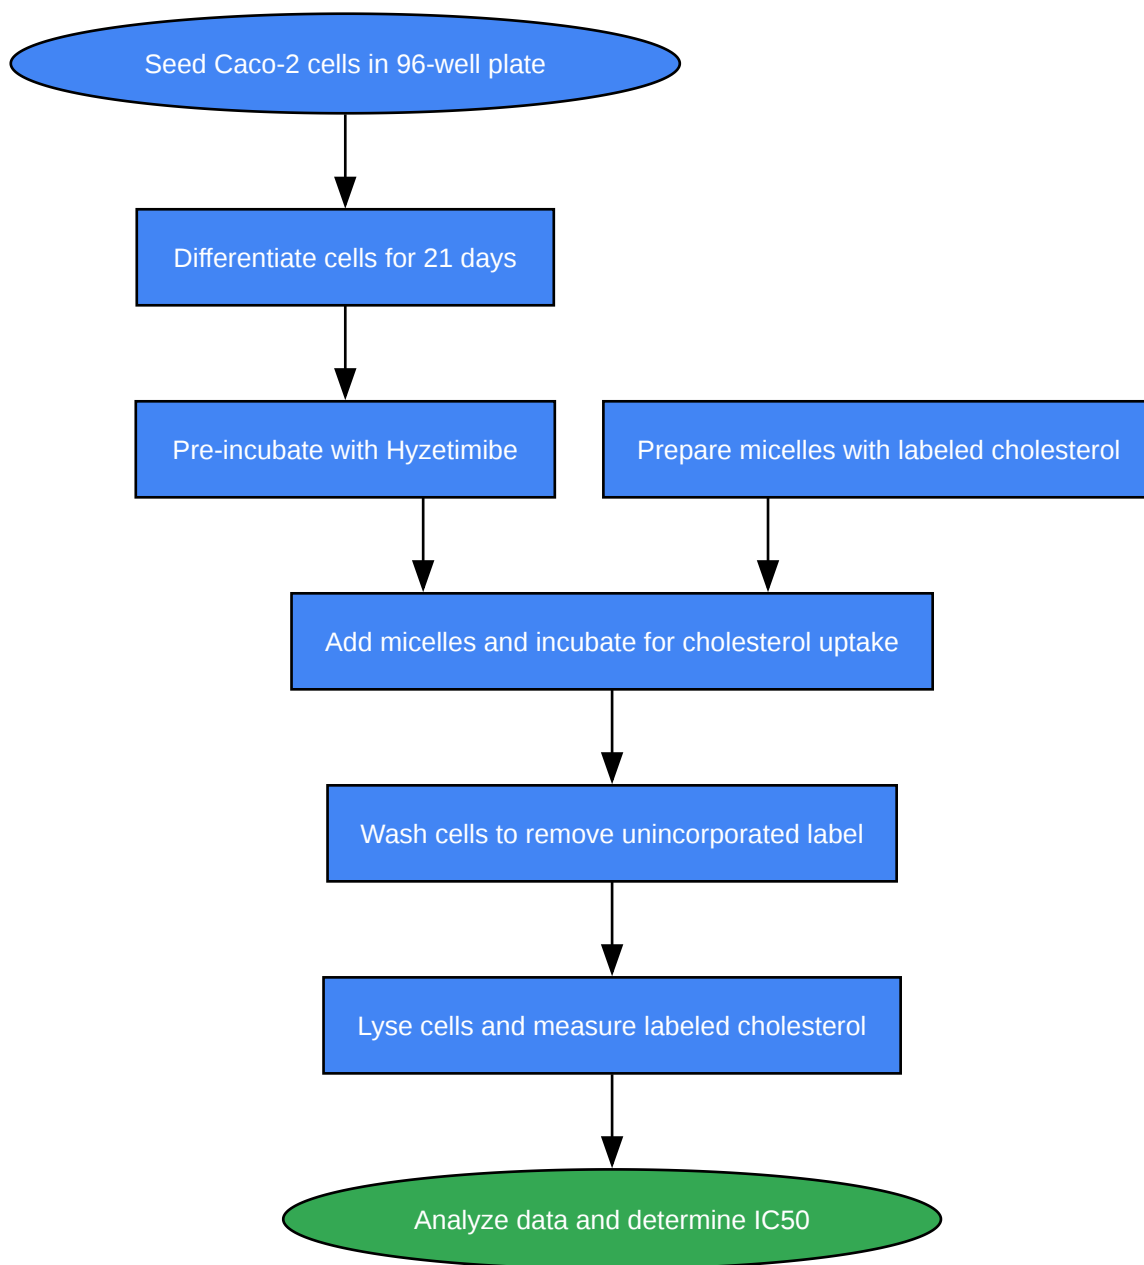 Seed Caco-2 cells in 96-well plate
Differentiate cells for 21 days
Pre-incubate with Hyzetimibe
Prepare micelles with labeled cholesterol
Add micelles and incubate for cholesterol uptake
Wash cells to remove unincorporated label
Lyse cells and measure labeled cholesterol
Analyze data and determine IC50